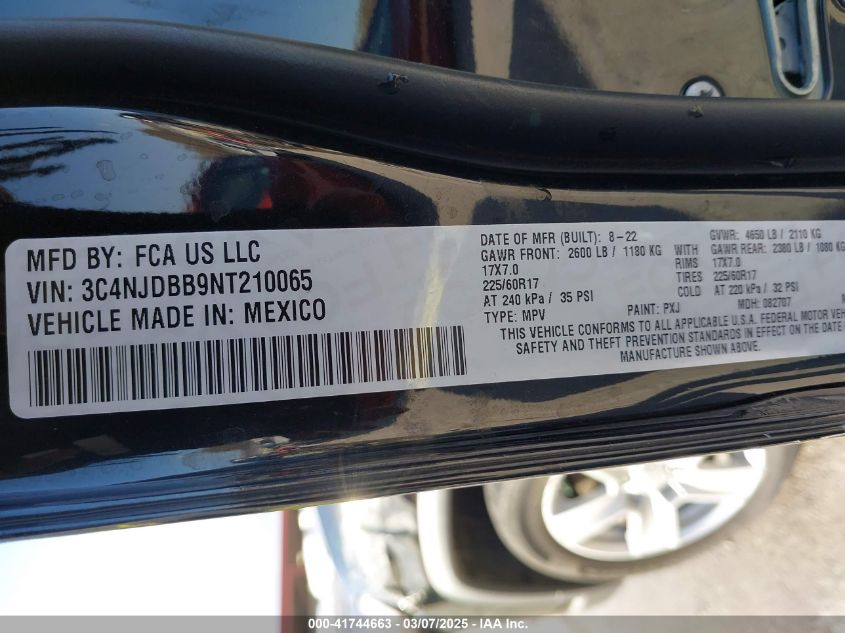 MFD BY: FCA US LLC
VIN: 3C4NJDBB9NT210065
VEHICLE MADE IN: MEXICO
DATE OF MFR (BUILT): 8-22 GVWR: 4650 LB / 2110 KG
GAWR FRONT: 2600 LB / 1180 KG WITH GAWR REAR: 2380 LB / 1080 KG
17X7.0 RIMS 17X7.0
225/60R17 TIRES 225/60R17
AT 240 kPa / 35 PSI COLD AT 220 kPa / 32 PSI
TYPE: MPV PAINT: PXJ MDH: 082707
THIS VEHICLE CONFORMS TO ALL APPLICABLE U.S.A. FEDERAL MOTOR VEHICLE
SAFETY AND THEFT PREVENTION STANDARDS IN EFFECT ON THE DATE
MANUFACTURE SHOWN ABOVE.
000-41744663 — 03/07/2025 — IAA Inc.